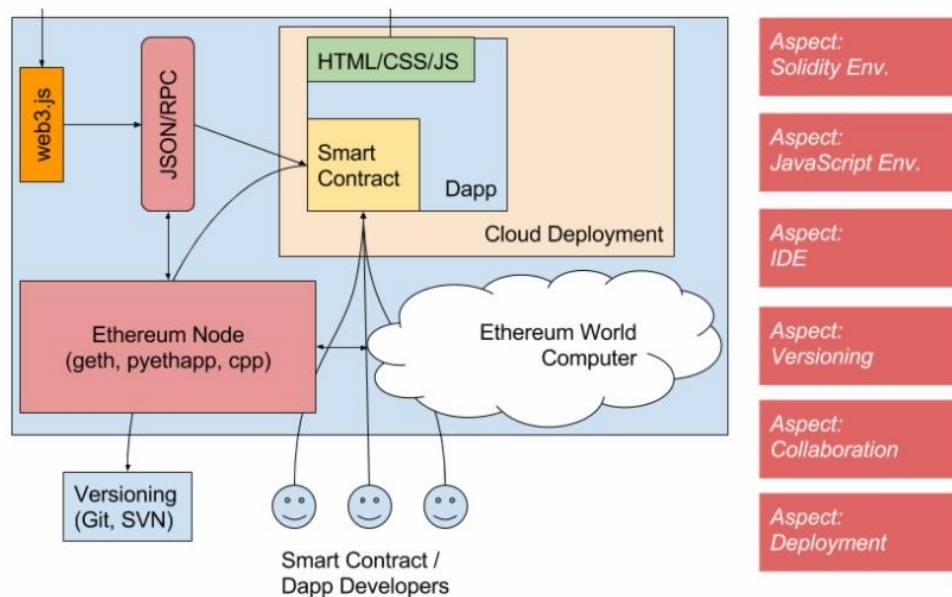 web3.js
JSON/RPC
HTML/CSS/JS
Smart
Contract
Dapp
Cloud Deployment
Ethereum Node
(geth, pyethapp, cpp)
Ethereum World
Computer
Versioning
(Git, SVN)
Smart Contract /
Dapp Developers
Aspect:
Solidity Env.
Aspect:
JavaScript Env.
Aspect:
IDE
Aspect:
Versioning
Aspect:
Collaboration
Aspect:
Deployment